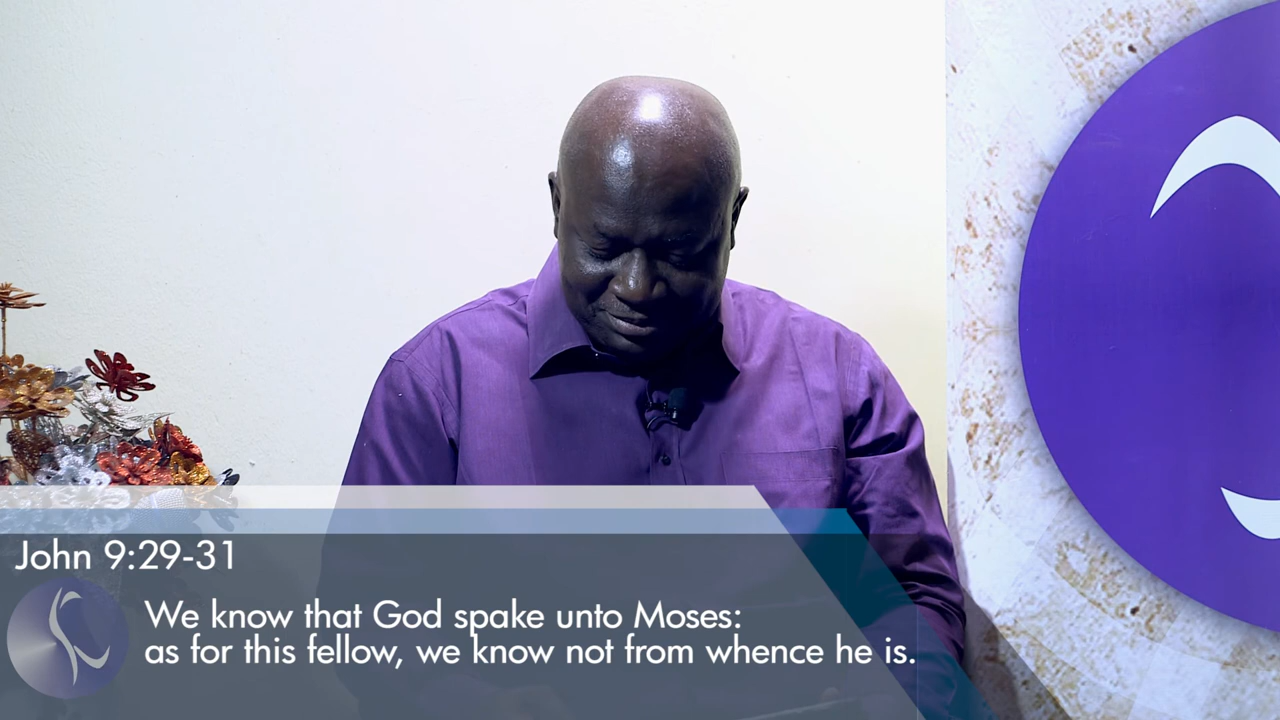 John 9:29-31
We know that God spake unto Moses:
as for this fellow, we know not from whence he is.